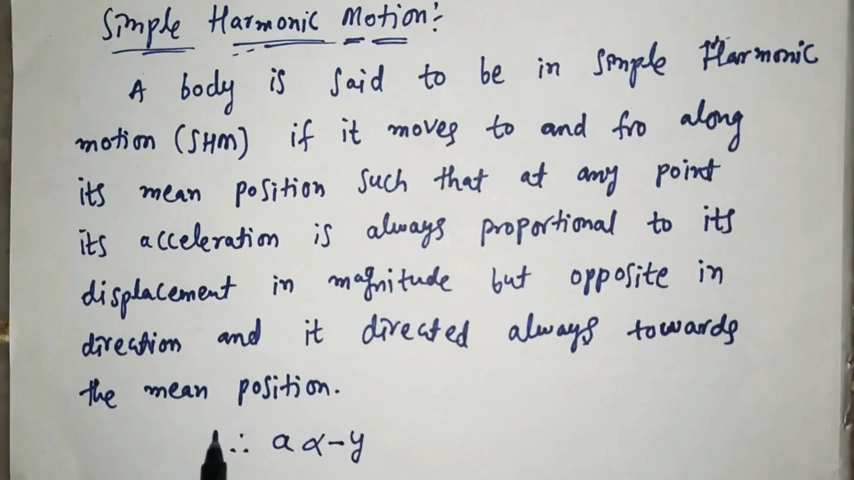 Simple Harmonic Motion:-
A body is said to be in simple Harmonic
motion (SHM) if it moves to and fro along
its mean position such that at any point
its acceleration is always proportional to its
displacement in magnitude but opposite in
direction and it directed always towards
the mean position.
∴ a ∝ -y